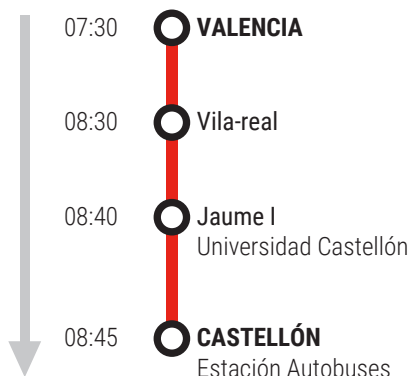 07:30 VALENCIA
08:30 Vila-real
08:40 Jaume I
Universidad Castellón
08:45 CASTELLÓN
Estación Autobuses